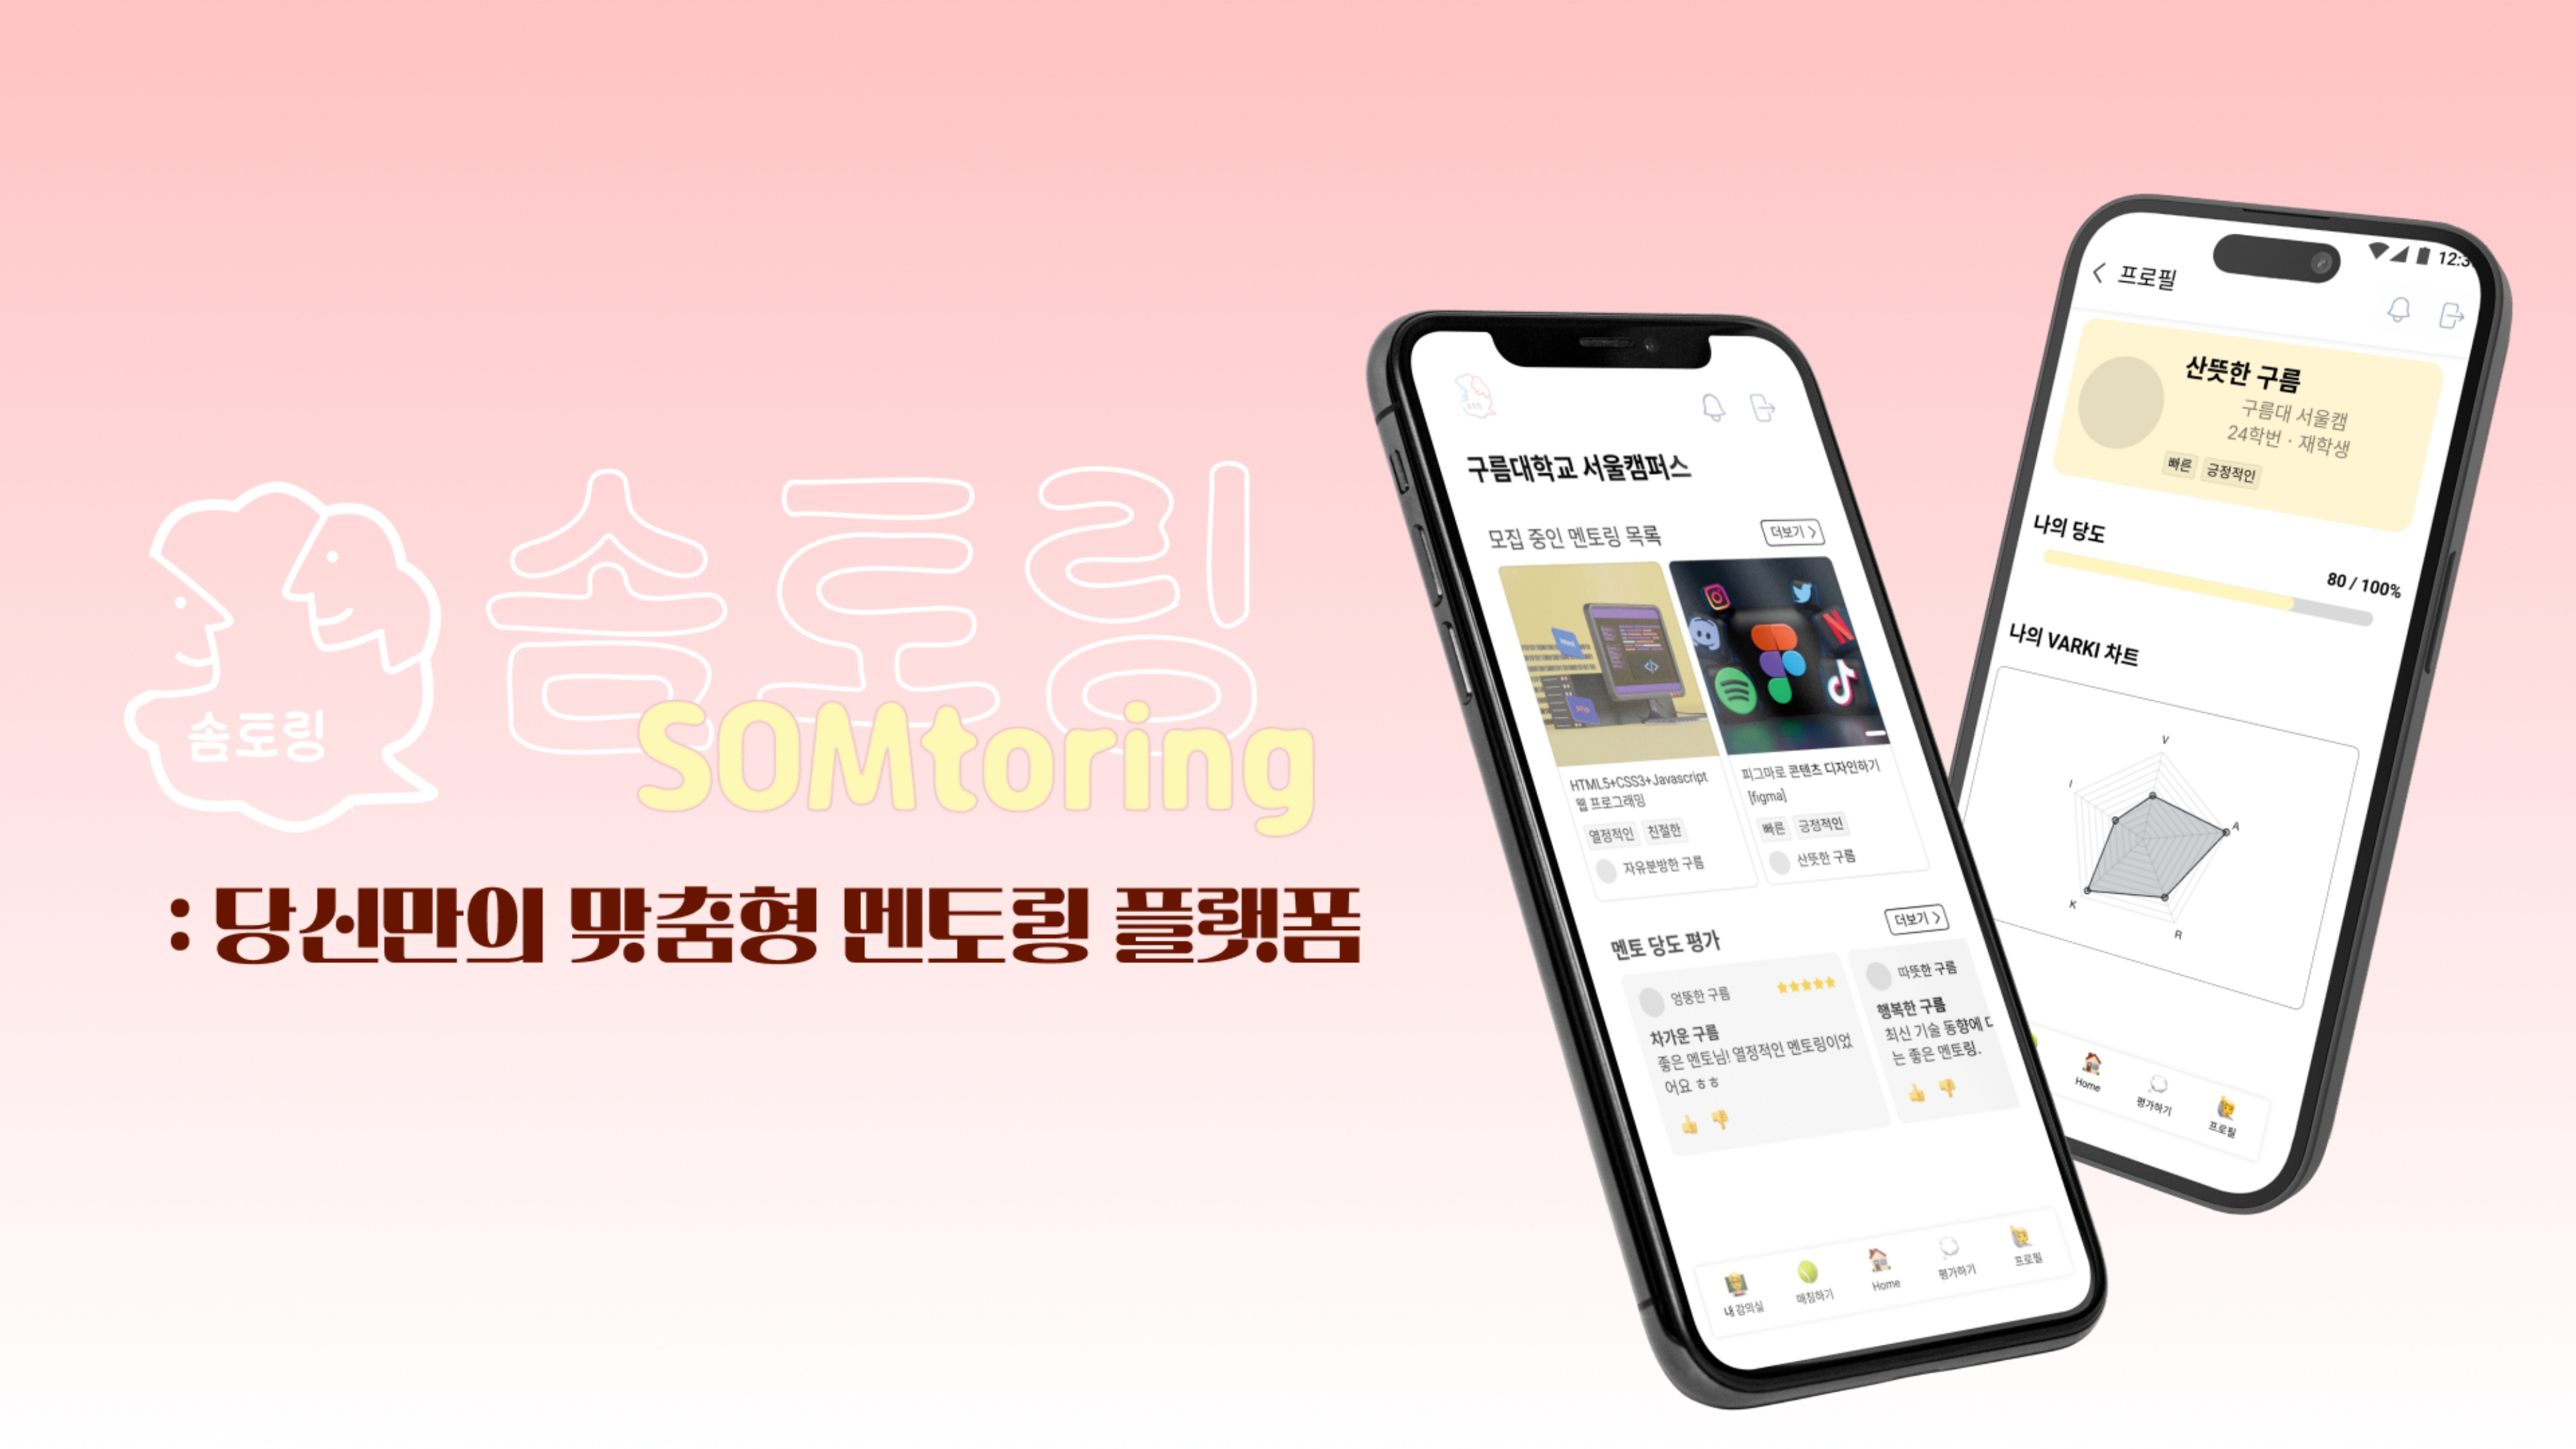 솜토링
솜토링
SOMtoring
: 당신만의 맞춤형 멘토링 플랫폼
구름대학교 서울캠퍼스
모집 중인 멘토링 목록
더보기 >
HTML5+CSS3+Javascript
웹 프로그래밍
열정적인 친절한
자유분방한 구름
피그마로 콘텐츠 디자인하기
[figma]
빠른 긍정적인
산뜻한 구름
멘토 당도 평가
더보기 >
엉뚱한 구름
차가운 구름
좋은 멘토님! 열정적인 멘토링이었
어요 ㅎㅎ
따뜻한 구름
행복한 구름
최신 기술 동향에 대
는 좋은 멘토링.
내 강의실
매칭하기
Home
평가하기
프로필
12:3
프로필
산뜻한 구름
구름대 서울캠
24학번 · 재학생
빠른 긍정적인
나의 당도
80 / 100%
나의 VARKI 차트
V
I
A
K
R
Home
평가하기
프로필